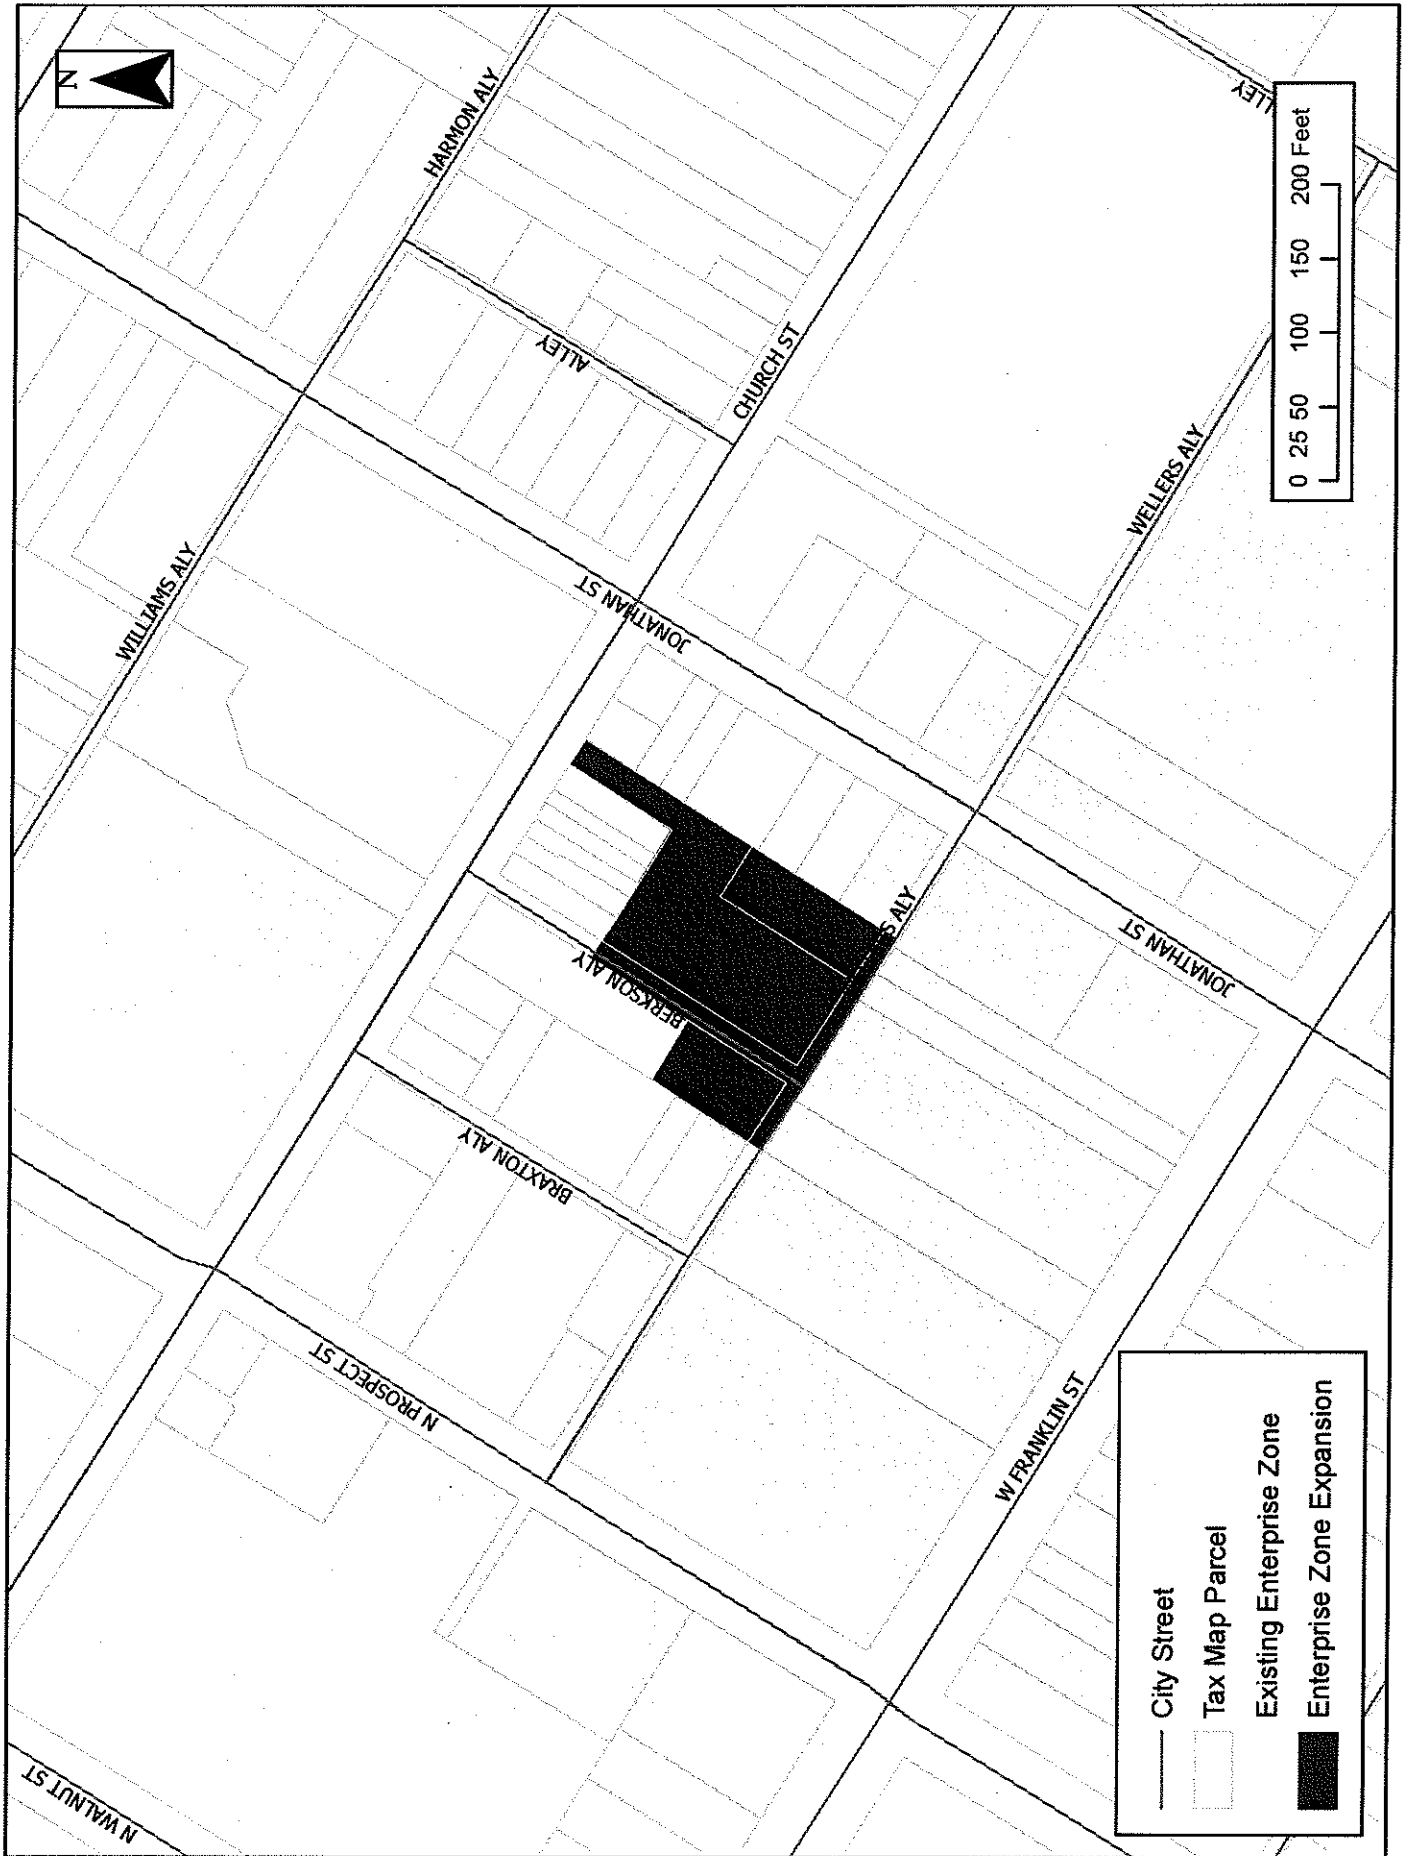 N WALNUT ST
N PROSPECT ST
BRAXTON ALY
BERKSON ALY
WILLIAMS ALY
HARMON ALY
N
ALLEY
CHURCH ST
JONATHAN ST
S ALY
WELLERS ALY
JONATHAN ST
W FRANKLIN ST
City Street
Tax Map Parcel
Existing Enterprise Zone
Enterprise Zone Expansion
0 25 50 100 150 200 Feet